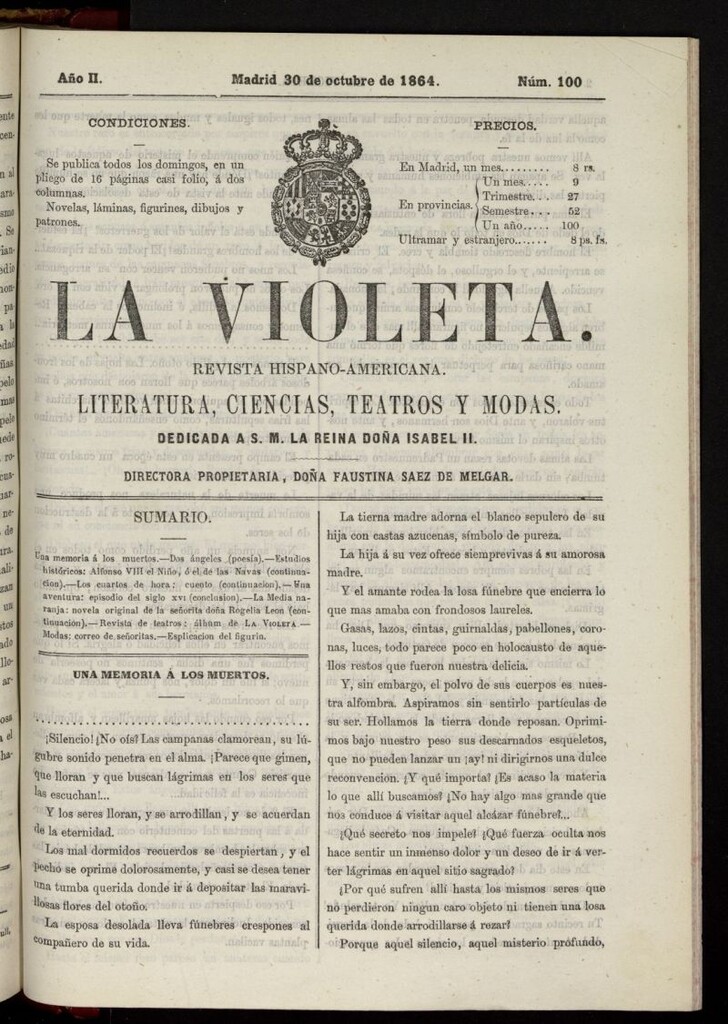 Año II.
Madrid 30 de octubre de 1864.
Núm. 100
CONDICIONES.
Se publica todos los domingos, en un
pliego de 16 páginas casi folio, á dos
columnas.
Novelas, láminas, figurines, dibujos y
patrones.
PRECIOS.
En Madrid, un mes......... 8 rs.
En provincias.
Un mes..... 9
Trimestre... 27
Semestre... 52
Un año..... 100
Ultramar y estranjero....... 8 ps. fs.
LA VIOLETA.
REVISTA HISPANO-AMERICANA.
LITERATURA, CIENCIAS, TEATROS Y MODAS.
DEDICADA A S. M. LA REINA DOÑA ISABEL II.
DIRECTORA PROPIETARIA, DOÑA FAUSTINA SAEZ DE MELGAR.
SUMARIO.
Una memoria á los muertos.—Dos ángeles (poesía).—Estudios
históricos: Alfonso VIII el Niño, ó el de las Navas (continua-
cion).—Los cuartos de hora: cuento (continuacion).—Una
aventura: episodio del siglo XVI (conclusion).—La Media na-
ranja: novela original de la señorita doña Rogelia Leon (con-
tinuación).—Revista de teatros: álbum de LA VIOLETA.—
Modas: correo de señoritas.—Esplicacion del figurin.
UNA MEMORIA Á LOS MUERTOS.
¡Silencio! ¿No oís? Las campanas clamorean, su lú-
gubre sonido penetra en el alma. ¡Parece que gimen,
que lloran y que buscan lágrimas en los seres que
las escuchan!...
Y los seres lloran, y se arrodillan, y se acuerdan
de la eternidad.
Los mal dormidos recuerdos se despiertan, y el
pecho se oprime dolorosamente, y casi se desea tener
una tumba querida donde ir á depositar las maravi-
llosas flores del otoño.
La esposa desolada lleva fúnebres crespones al
compañero de su vida.
La tierna madre adorna el blanco sepulcro de su
hija con castas azucenas, símbolo de pureza.
La hija á su vez ofrece siemprevivas á su amorosa
madre.
Y el amante rodea la losa fúnebre que encierra lo
que mas amaba con frondosos laureles.
Gasas, lazos, cintas, guirnaldas, pabellones, coro-
nas, luces, todo parece poco en holocausto de aque-
llos restos que fueron nuestra delicia.
Y, sin embargo, el polvo de sus cuerpos es nues-
tra alfombra. Aspiramos sin sentirlo partículas de
su ser. Hollamos la tierra donde reposan. Oprimi-
mos bajo nuestro peso sus descarnados esqueletos,
que no pueden lanzar un ¡ay! ni dirigirnos una dulce
reconvencion. ¿Y qué importa? ¿Es acaso la materia
lo que allí buscamos? ¿No hay algo mas grande que
nos conduce á visitar aquel alcázar fúnebre?...
¿Qué secreto nos impele? ¿Qué fuerza oculta nos
hace sentir un inmenso dolor y un deseo de ir á ver-
ter lágrimas en aquel sitio sagrado?
¿Por qué sufren allí hasta los mismos seres que
no perdieron ningun caro objeto ni tienen una losa
querida donde arrodillarse á rezar?
Porque aquel silencio, aquel misterio profundo,